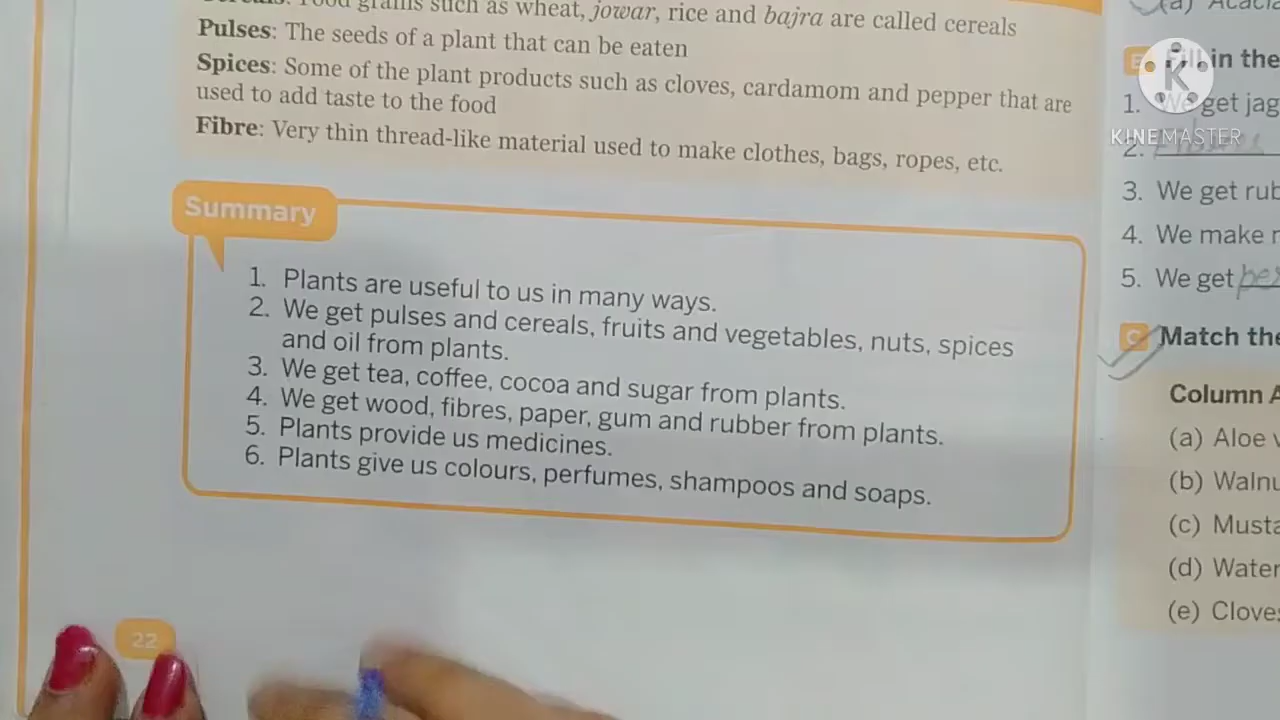 Food grains such as wheat, jowar, rice and bajra are called cereals
Pulses: The seeds of a plant that can be eaten
Spices: Some of the plant products such as cloves, cardamom and pepper that are
used to add taste to the food
Fibre: Very thin thread-like material used to make clothes, bags, ropes, etc.
Summary
1. Plants are useful to us in many ways.
2. We get pulses and cereals, fruits and vegetables, nuts, spices
and oil from plants.
3. We get tea, coffee, cocoa and sugar from plants.
4. We get wood, fibres, paper, gum and rubber from plants.
5. Plants provide us medicines.
6. Plants give us colours, perfumes, shampoos and soaps.
22
(a)
in the
1. We get jag
2.
3. We get rub
4. We make
5. We get
C Match the
Column A
(a) Aloe
(b) Walnu
(c) Musta
(d) Water
(e) Clove
K
KINEMASTER